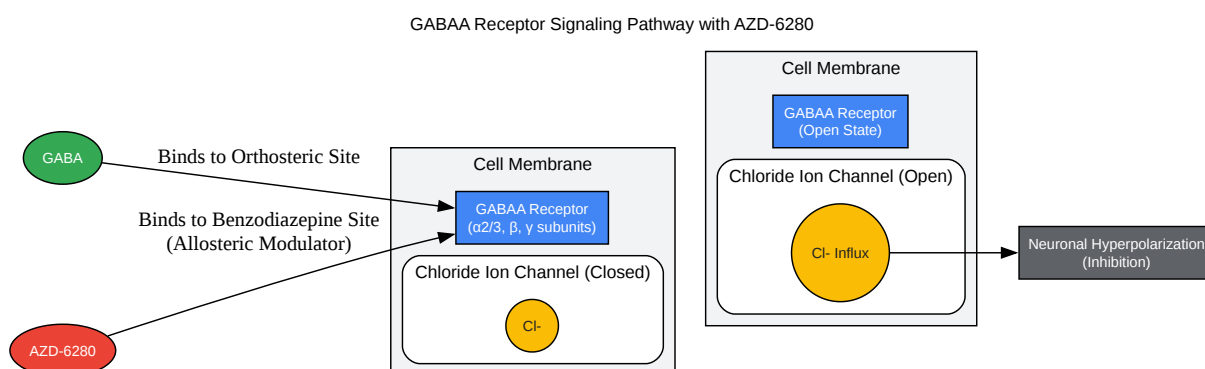 GABAA Receptor Signaling Pathway with AZD-6280
GABA
AZD-6280
Binds to Orthosteric Site
Binds to Benzodiazepine Site
(Allosteric Modulator)
Cell Membrane
GABAA Receptor
(α2/3, β, γ subunits)
Chloride Ion Channel (Closed)
Cl-
Cell Membrane
GABAA Receptor
(Open State)
Chloride Ion Channel (Open)
Cl- Influx
Neuronal Hyperpolarization
(Inhibition)